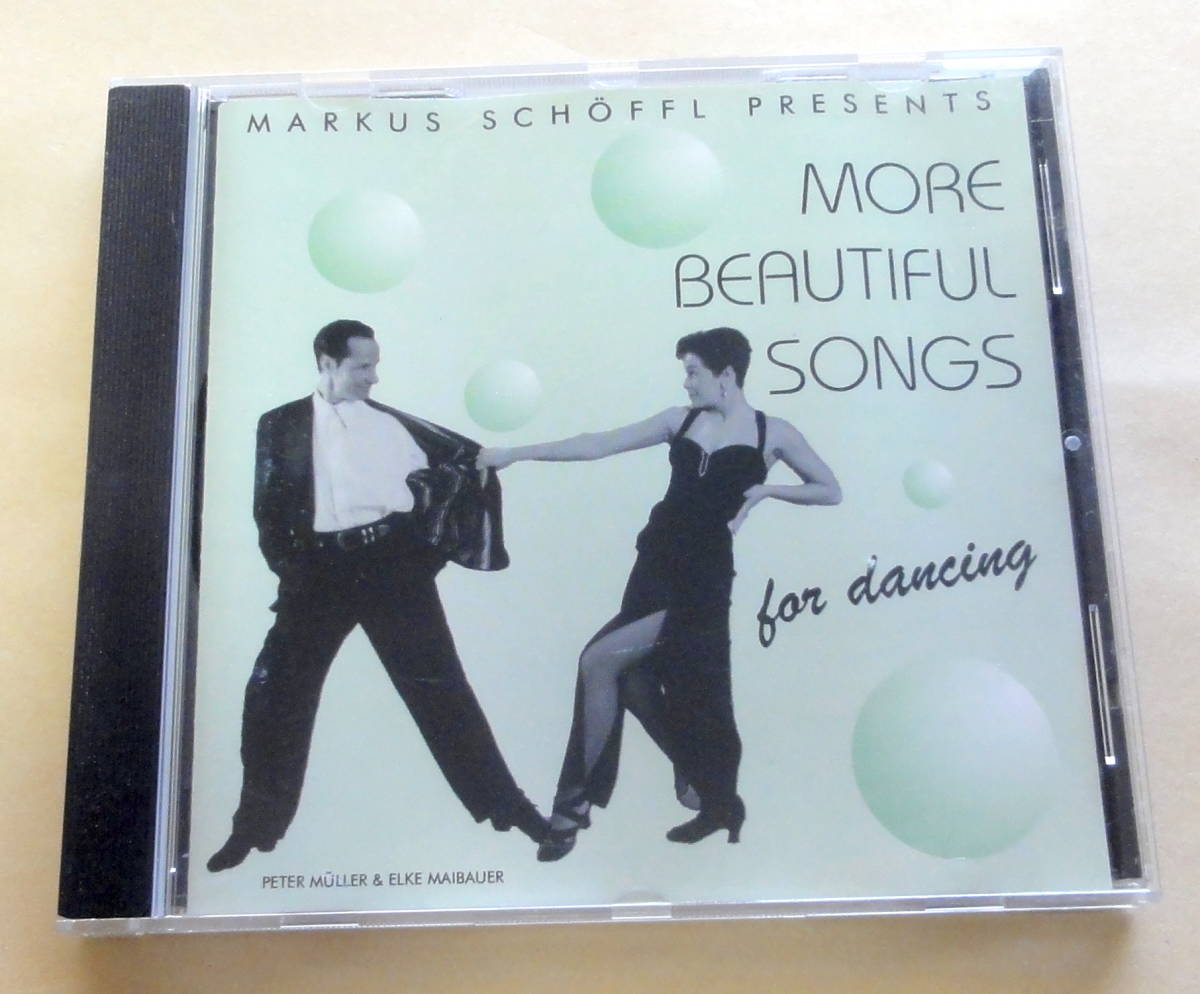 MARKUS SCHÖFFL PRESENTS
MORE
BEAUTIFUL
SONGS
for dancing
PETER MÜLLER & ELKE MAIBAUER